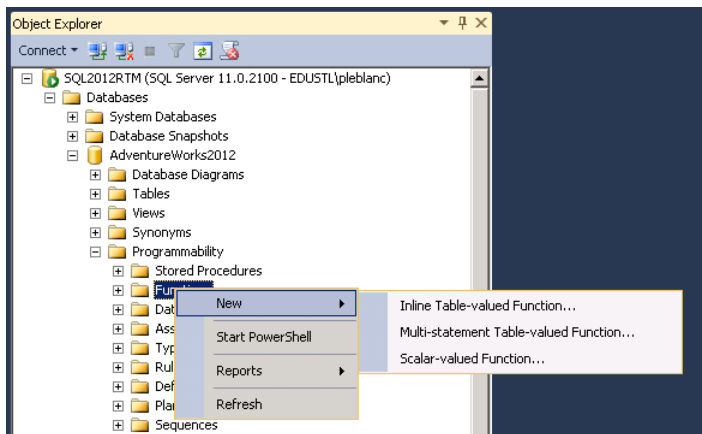 Object Explorer
Connect
SQL2012RTM (SQL Server 11.0.2100 - EDUSTL\pleblanc)
Databases
System Databases
Database Snapshots
AdventureWorks2012
Database Diagrams
Tables
Views
Synonyms
Programmability
Stored Procedures
New
Inline Table-valued Function...
Multi-statement Table-valued Function...
Scalar-valued Function...
Start PowerShell
Reports
Refresh
Sequences